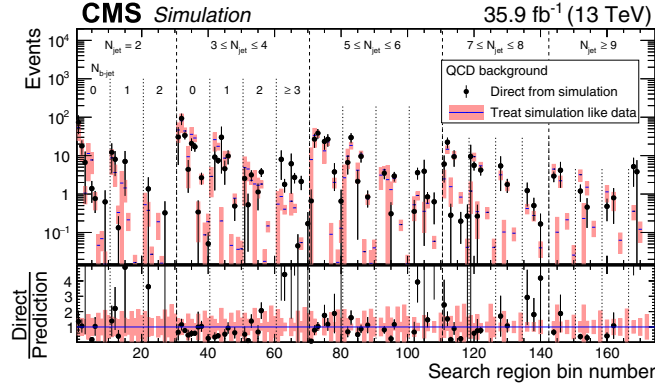 CMS Simulation 35.9 fb⁻¹ (13 TeV)
Events
10⁴
10³
10²
10
1
10⁻¹
N_jet = 2
3 ≤ N_jet ≤ 4
5 ≤ N_jet ≤ 6
7 ≤ N_jet ≤ 8
N_jet ≥ 9
N_b-jet
0 1 2 0 1 2 ≥ 3
QCD background
Direct from simulation
Treat simulation like data
Direct
Prediction
4
3
2
1
20 40 60 80 100 120 140 160
Search region bin number